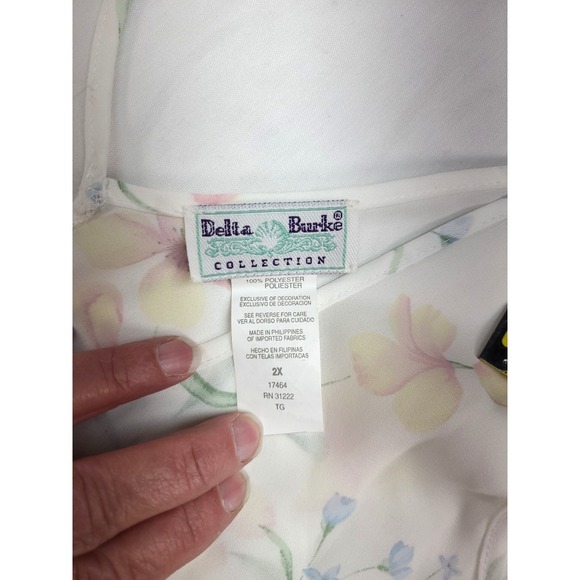 Delta Burke®
COLLECTION
100% POLYESTER
POLIESTER
EXCLUSIVE OF DECORATION
EXCLUSIVO DE DECORACION
SEE REVERSE FOR CARE
VER AL DORSO PARA CUIDADO
MADE IN PHILIPPINES
OF IMPORTED FABRICS
HECHO EN FILIPINAS
CON TELAS IMPORTADAS
2X
17464
RN 31222
TG